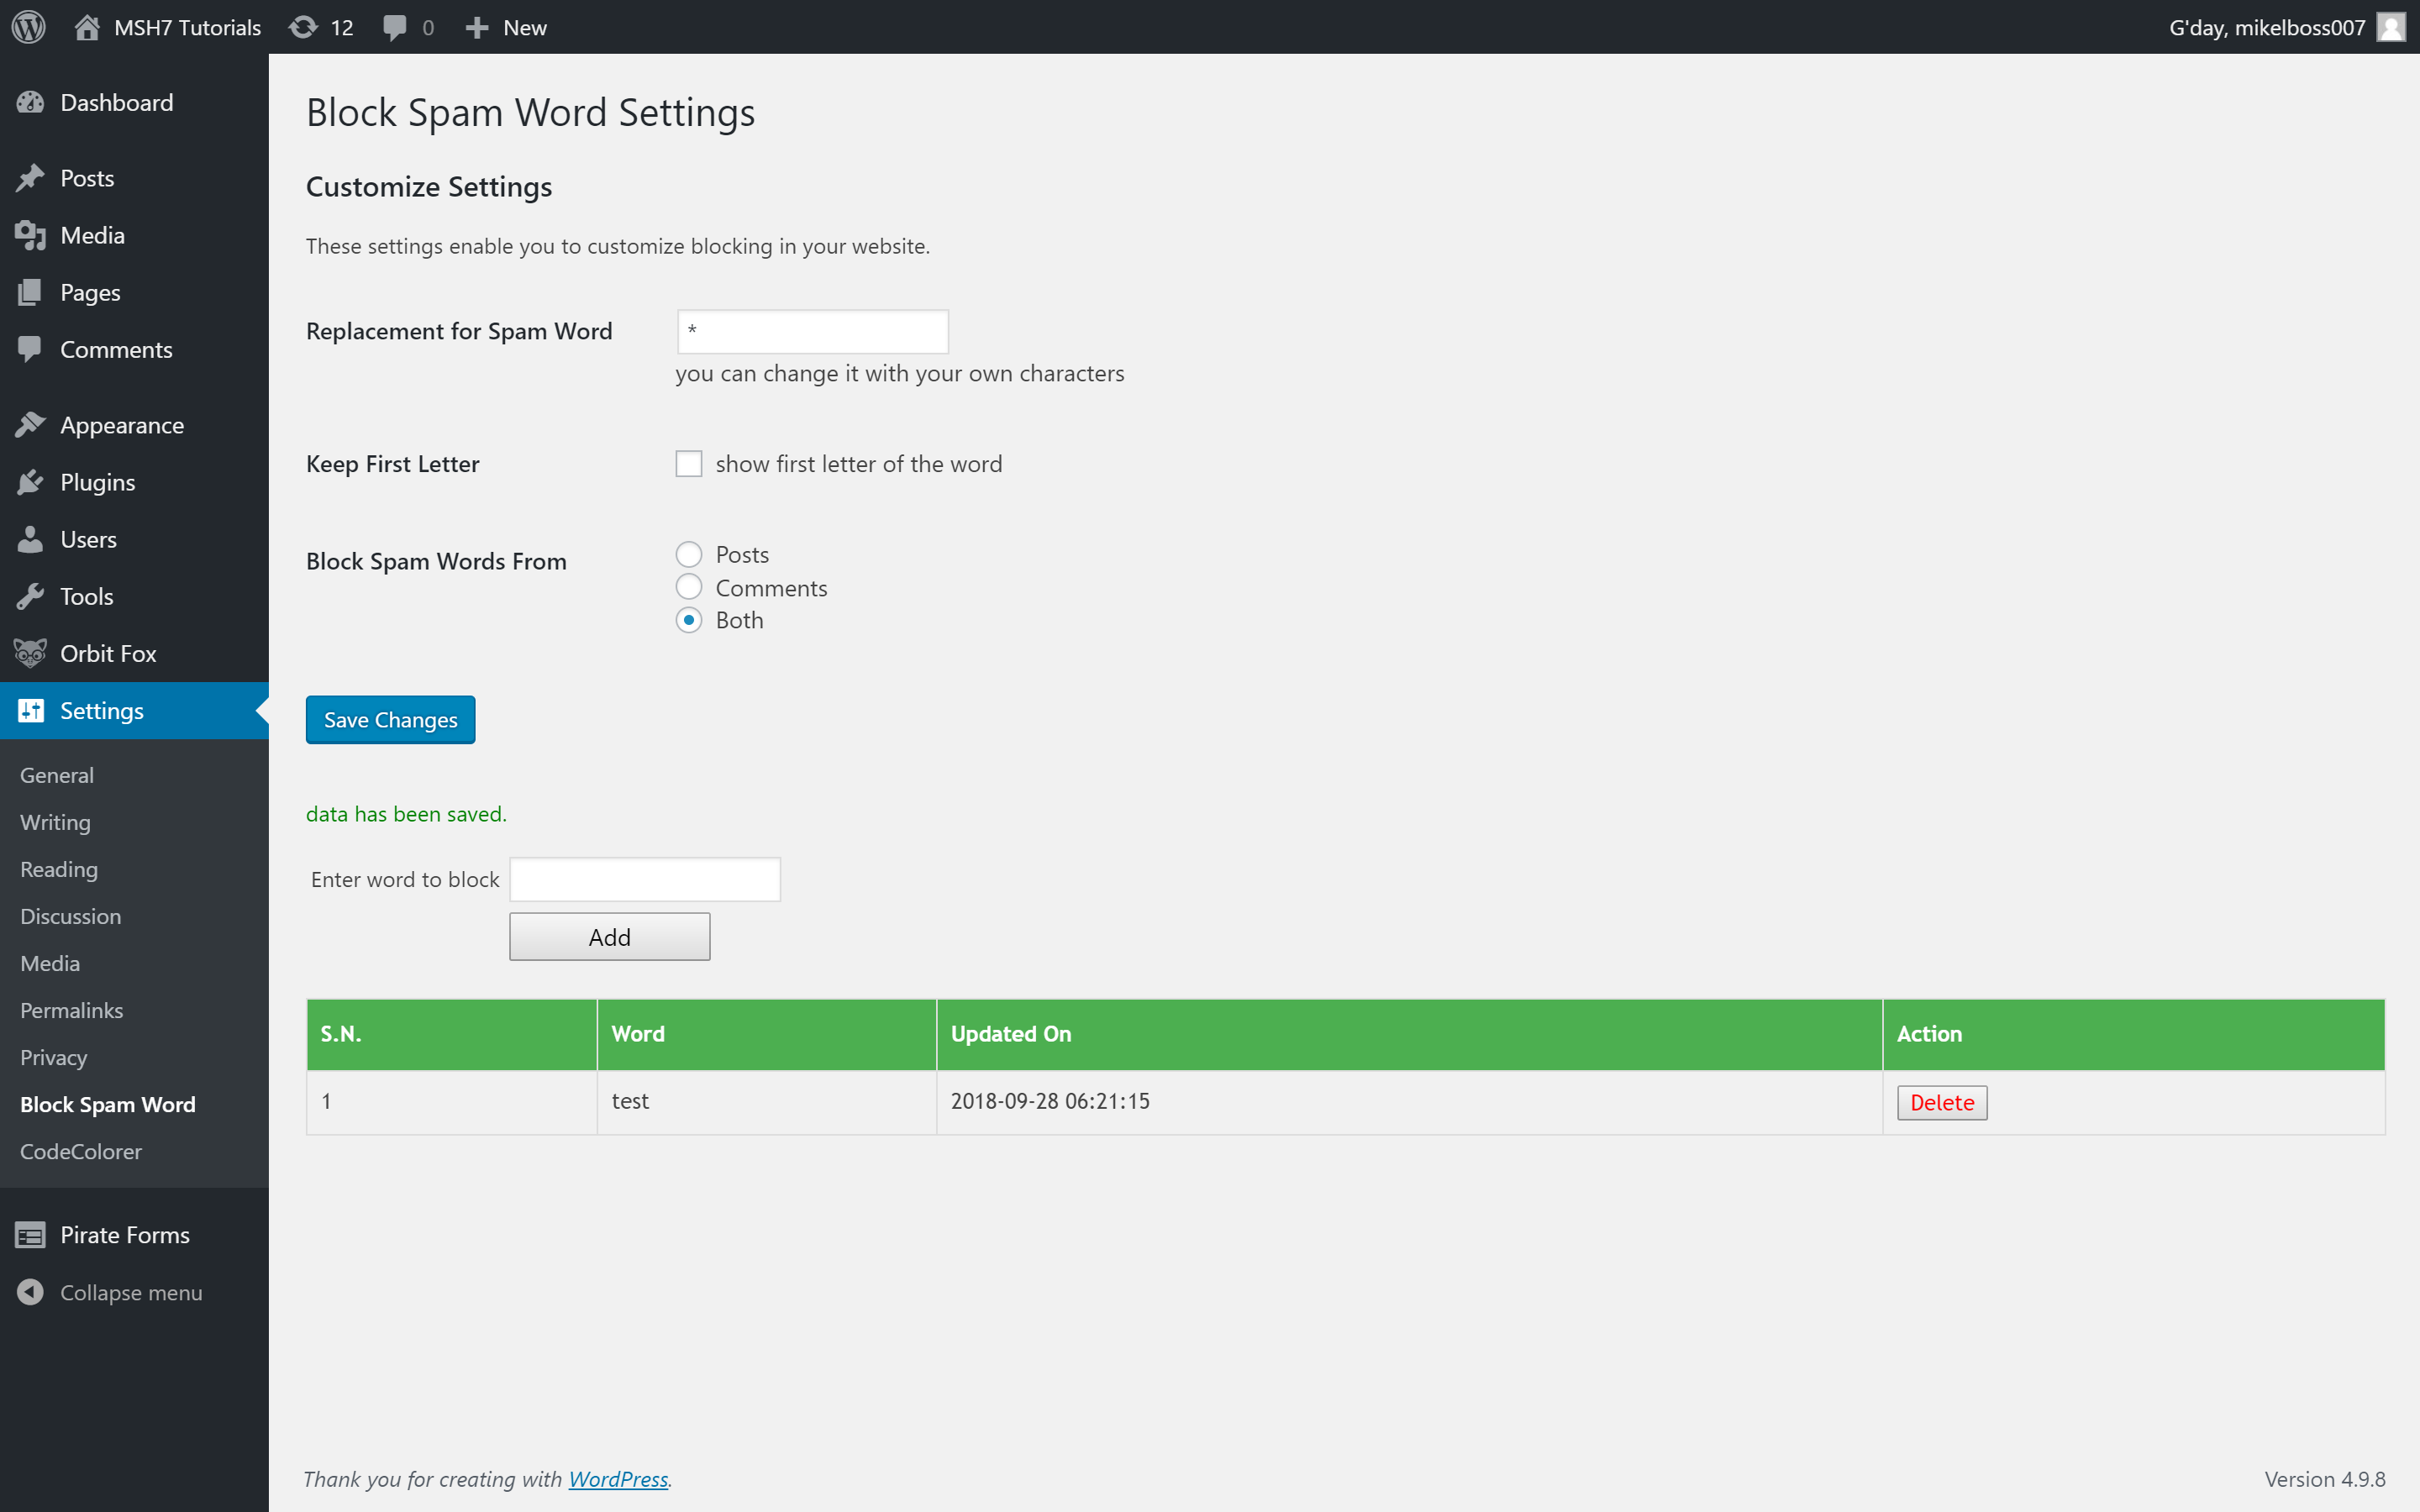 MSH7 Tutorials 12 0 New G'day, mikelboss007
Dashboard
Posts
Media
Pages
Comments
Appearance
Plugins
Users
Tools
Orbit Fox
Settings
General
Writing
Reading
Discussion
Media
Permalinks
Privacy
Block Spam Word
CodeColorer
Pirate Forms
Collapse menu
Block Spam Word Settings
Customize Settings
These settings enable you to customize blocking in your website.
Replacement for Spam Word *
you can change it with your own characters
Keep First Letter show first letter of the word
Block Spam Words From Posts
Comments
Both
Save Changes
data has been saved.
Enter word to block
Add
S.N. Word Updated On Action
1 test 2018-09-28 06:21:15 Delete
Thank you for creating with WordPress. Version 4.9.8